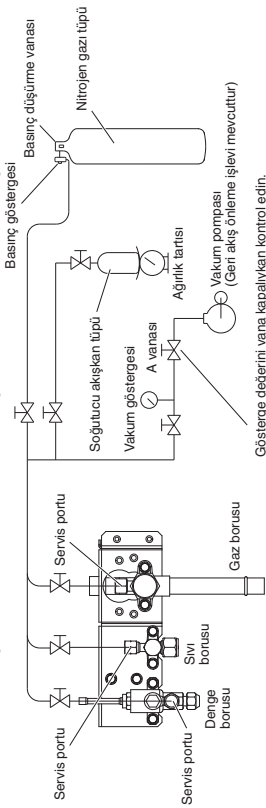 Basınç göstergesi
Basınç düşürme vanası
Nitrojen gazı tüpü
Soğutucu akışkan tüpü
Ağırlık tartısı
Vakum göstergesi
A vanası
Vakum pompası
(Geri akış önleme işlevi mevcuttur)
Gösterge değerini vana kapalıyken kontrol edin.
Servis portu
Servis portu
Servis portu
Denge
borusu
Sıvı
borusu
Gaz borusu